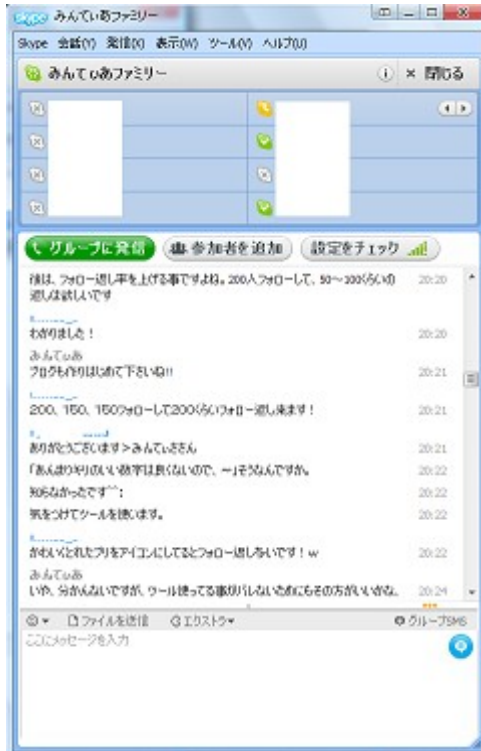 みんてぃあファミリー
Skype 会話(Y) 発信(X) 表示(W) ツール(V) ヘルプ(U)
みんてぃあファミリー × 閉じる
グループに発信 参加者を追加 設定をチェック
後は、フォロー返し率を上げる事ですよね。200人フォローして、50～100くらいの 20:20
返しは欲しいです
わかりました！ 20:20
みんてぃあ
ブログも作りはじめて下さいね!! 20:21
200、150、150フォローして200くらいフォロー返し来ます！ 20:21
ありがとうございます＞みんてぃささん 20:21
「あんまりキリのいい数字は良くないので、～」そうなんですか。 20:22
知らなかったです^^; 20:22
気をつけてツールを使います。 20:22
かわいくとれたプリをアイコンにしてるとフォロー返し多いです！w 20:22
みんてぃあ
いや、分かんないですが、ツール使ってる事がバレないためにもその方がいいかな。 20:24
ファイルを送信 エクストラ グループSMS
ここにメッセージを入力